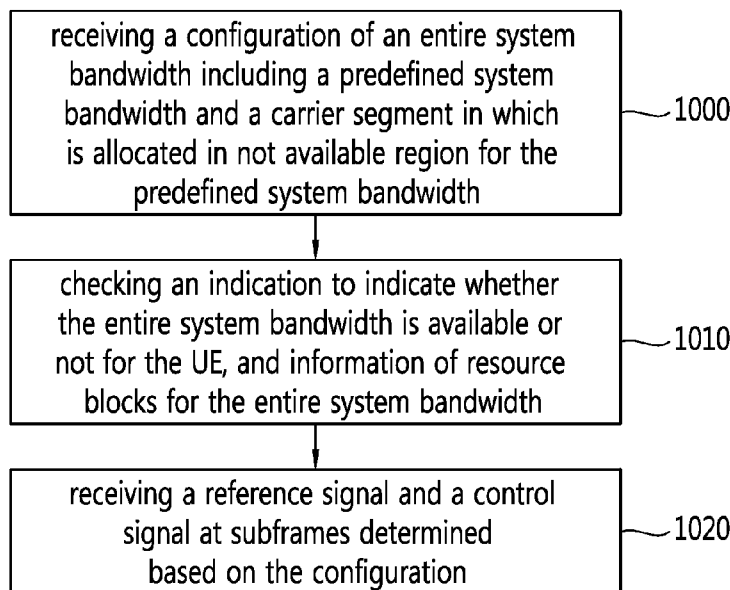 receiving a configuration of an entire system
bandwidth including a predefined system
bandwidth and a carrier segment in which
is allocated in not available region for the
predefined system bandwidth
1000
checking an indication to indicate whether
the entire system bandwidth is available or
not for the UE, and information of resource
blocks for the entire system bandwidth
1010
receiving a reference signal and a control
signal at subframes determined
based on the configuration
1020